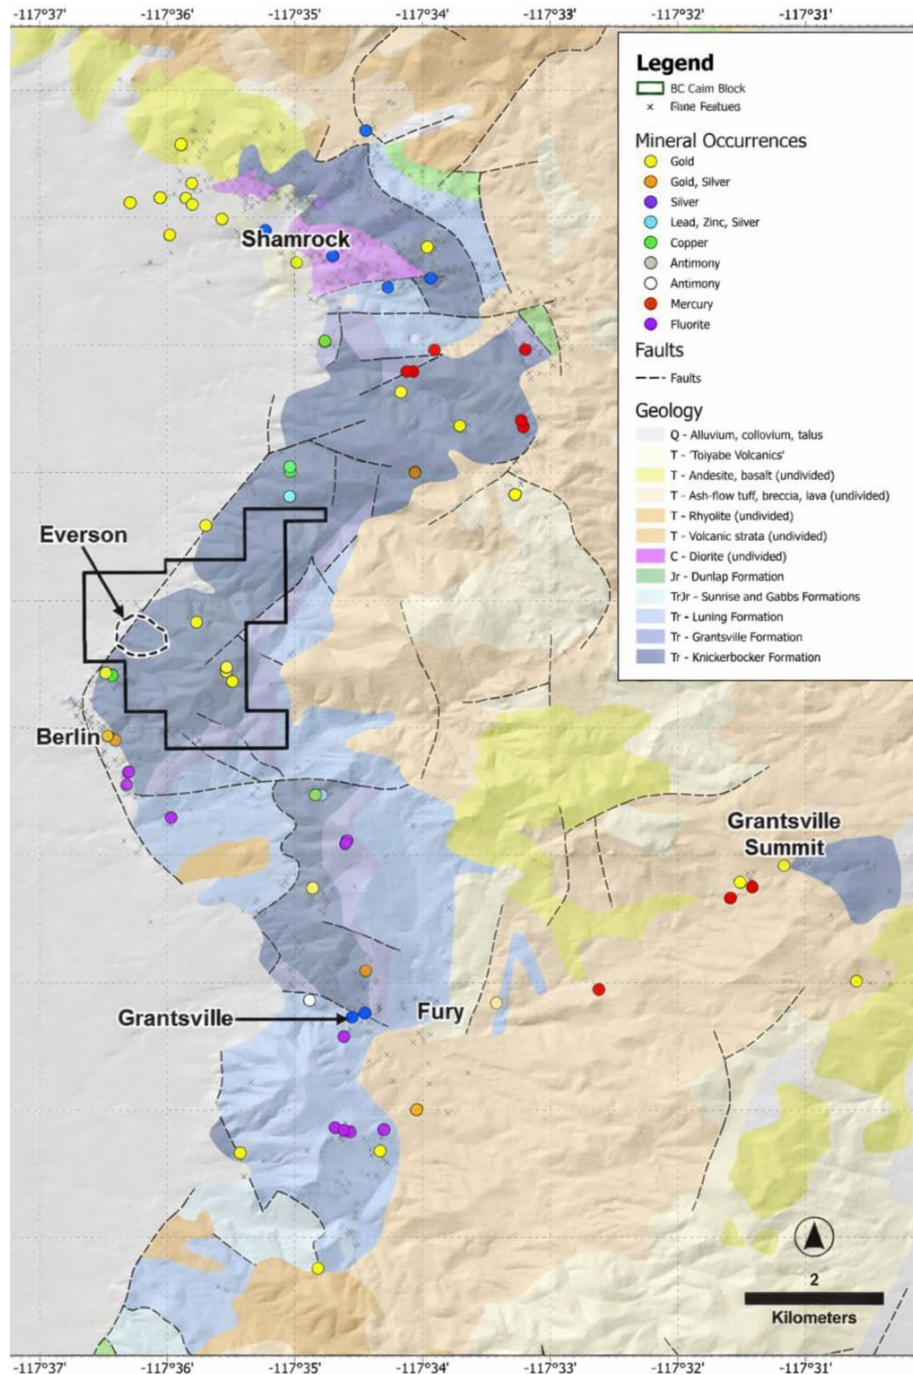 -117°37' -117°36' -117°35' -117°34' -117°33' -117°32' -117°31'
Legend
BC Caim Block
Mineral Occurrences
Gold
Gold, Silver
Silver
Lead, Zinc, Silver
Copper
Antimony
Antimony
Mercury
Fluorite
Faults
Faults
Geology
Q - Alluvium, collovium, talus
T - 'Toiyabe Volcanics'
T - Andesite, basalt (undivided)
T - Ash-flow tuff, breccia, lava (undivided)
T - Rhyolite (undivided)
T - Volcanic strata (undivided)
C - Diorite (undivided)
Jr - Dunlap Formation
TrJr - Sunrise and Gabbs Formations
Tr - Luning Formation
Tr - Grantsville Formation
Tr - Knickerbocker Formation
Shamrock
Everson
Berlin
Grantsville
Summit
Grantsville
Fury
2
Kilometers
-117°37' -117°36' -117°35' -117°34' -117°33' -117°32' -117°31'